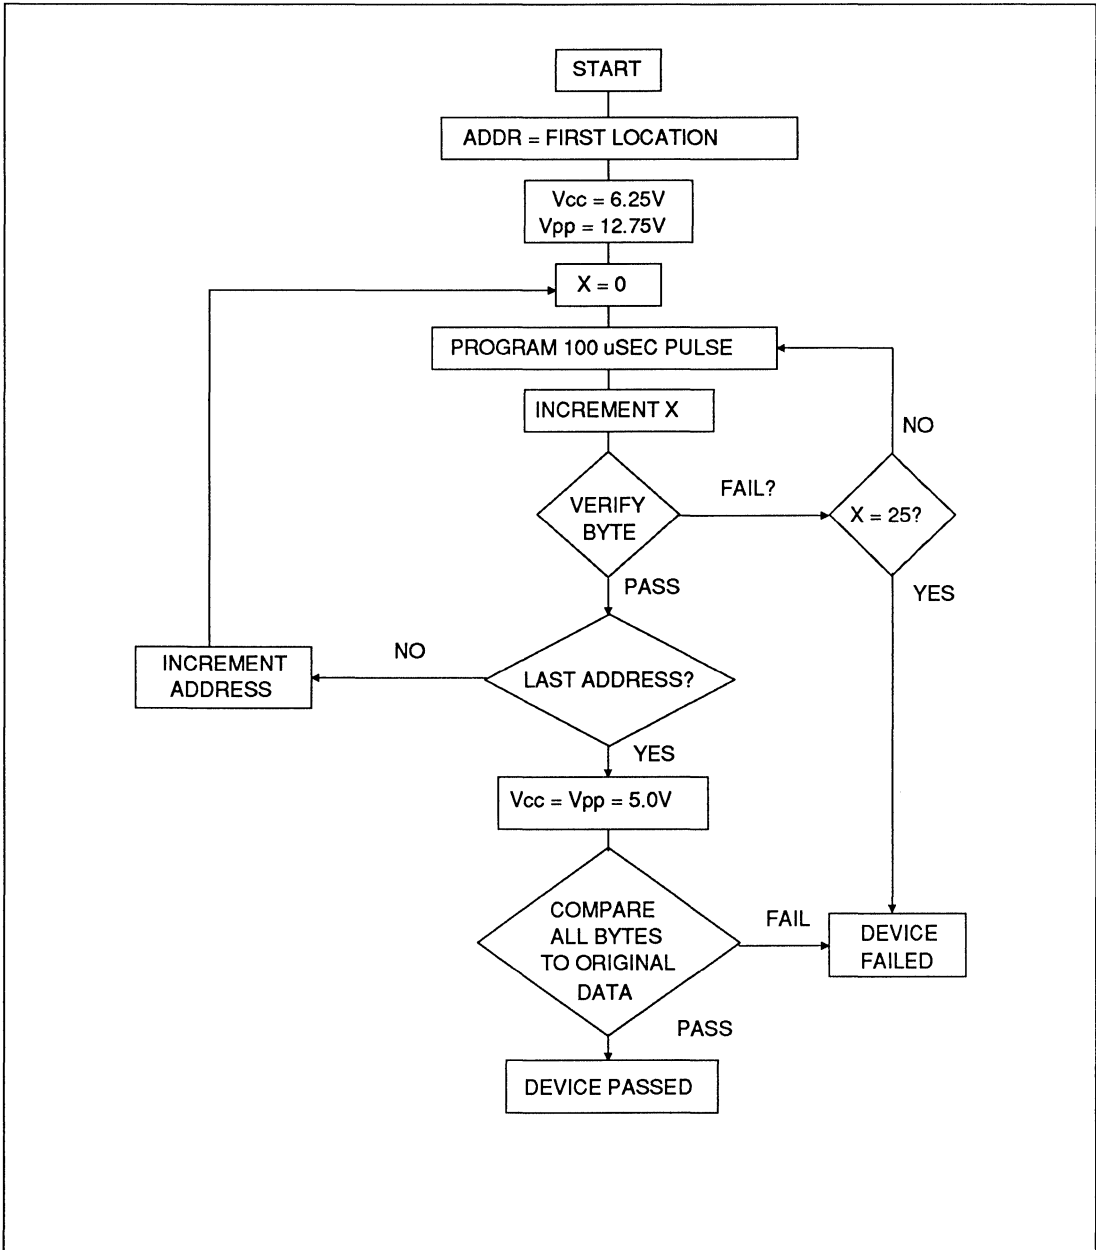 START
ADDR = FIRST LOCATION
Vcc = 6.25V
Vpp = 12.75V
X = 0
PROGRAM 100 uSEC PULSE
INCREMENT X
NO
VERIFY
BYTE
FAIL?
X = 25?
PASS
YES
INCREMENT
ADDRESS
NO
LAST ADDRESS?
YES
Vcc = Vpp = 5.0V
COMPARE
ALL BYTES
TO ORIGINAL
DATA
FAIL
DEVICE
FAILED
PASS
DEVICE PASSED